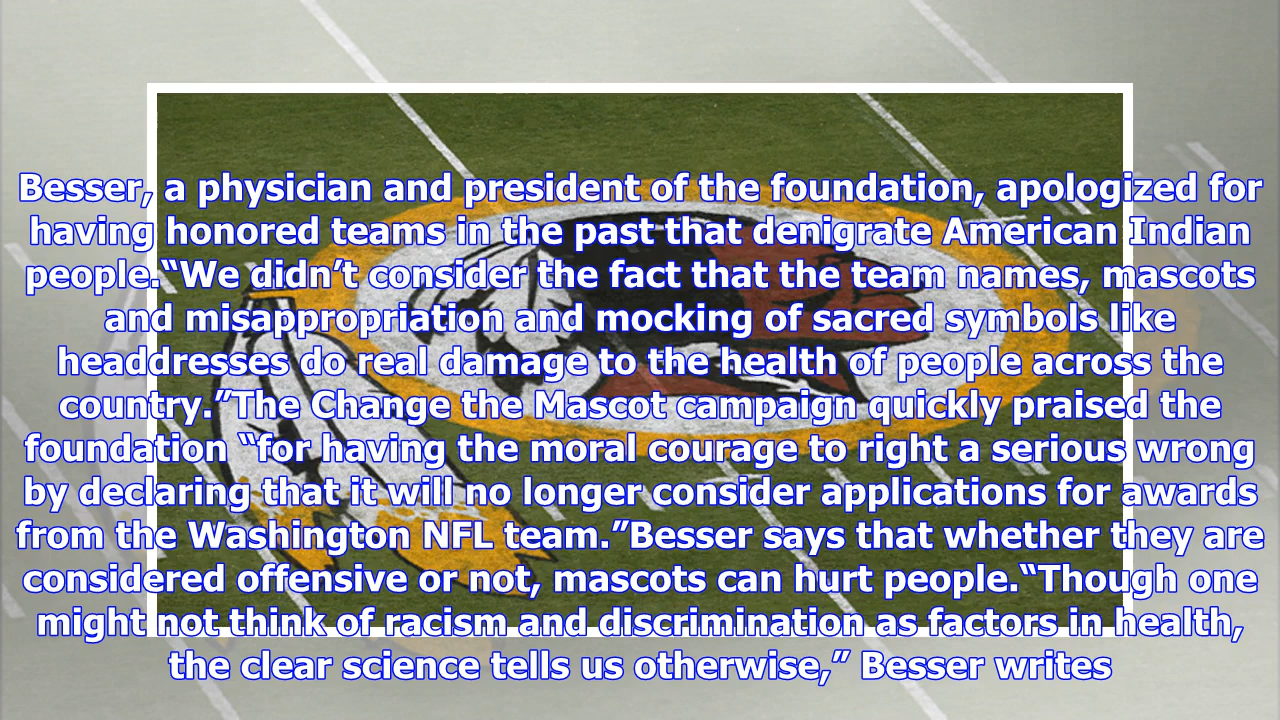 Besser, a physician and president of the foundation, apologized for
having honored teams in the past that denigrate American Indian
people.“We didn’t consider the fact that the team names, mascots
and misappropriation and mocking of sacred symbols like
headdresses do real damage to the health of people across the
country.”The Change the Mascot campaign quickly praised the
foundation “for having the moral courage to right a serious wrong
by declaring that it will no longer consider applications for awards
from the Washington NFL team.”Besser says that whether they are
considered offensive or not, mascots can hurt people.“Though one
might not think of racism and discrimination as factors in health,
the clear science tells us otherwise,” Besser writes